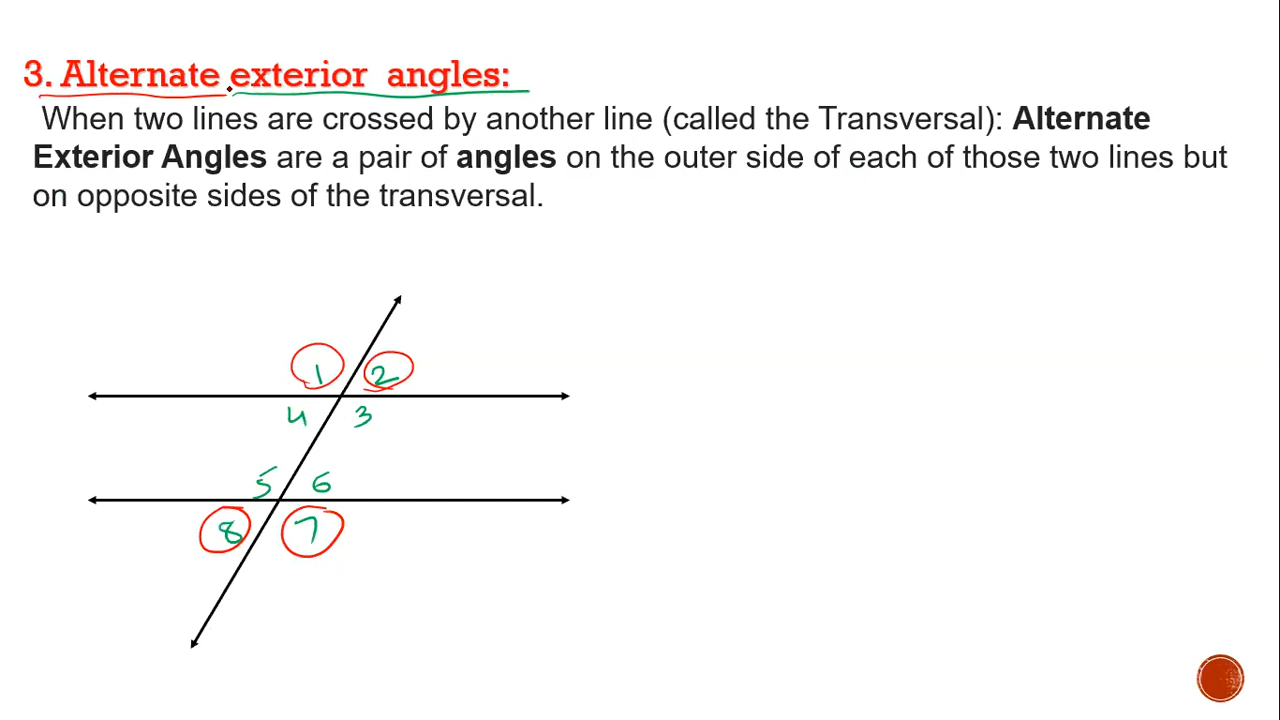 3. Alternate exterior angles:
When two lines are crossed by another line (called the Transversal): Alternate
Exterior Angles are a pair of angles on the outer side of each of those two lines but
on opposite sides of the transversal.
1 2
4 3
5 6
8 7